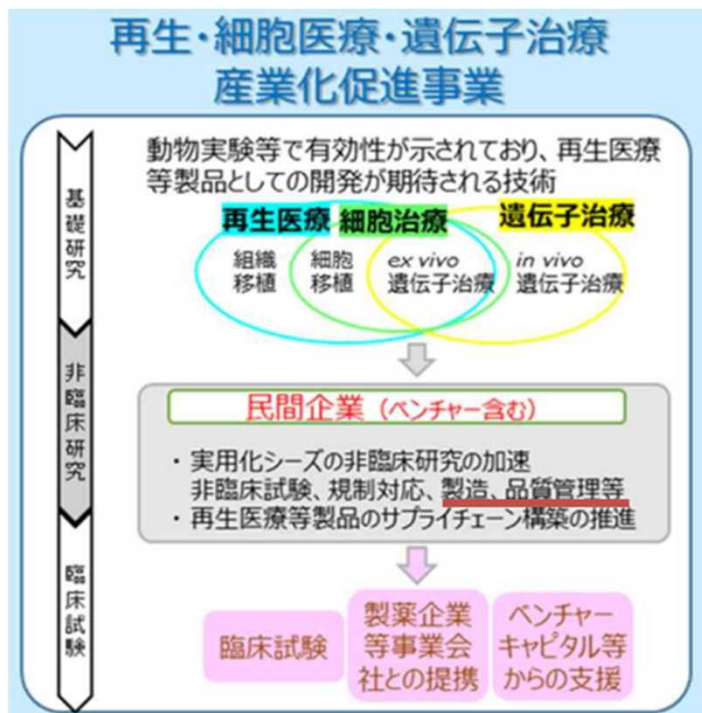 再生・細胞医療・遺伝子治療
産業化促進事業
基礎研究
動物実験等で有効性が示されており、再生医療
等製品としての開発が期待される技術
再生医療 細胞治療 遺伝子治療
組織 細胞 ex vivo in vivo
移植 移植 遺伝子治療 遺伝子治療
非臨床研究
民間企業（ベンチャー含む）
・実用化シーズの非臨床研究の加速
非臨床試験、規制対応、製造、品質管理等
・再生医療等製品のサプライチェーン構築の推進
臨床試験
臨床試験
製薬企業
等事業会
社との提携
ベンチャー
キャピタル等
からの支援